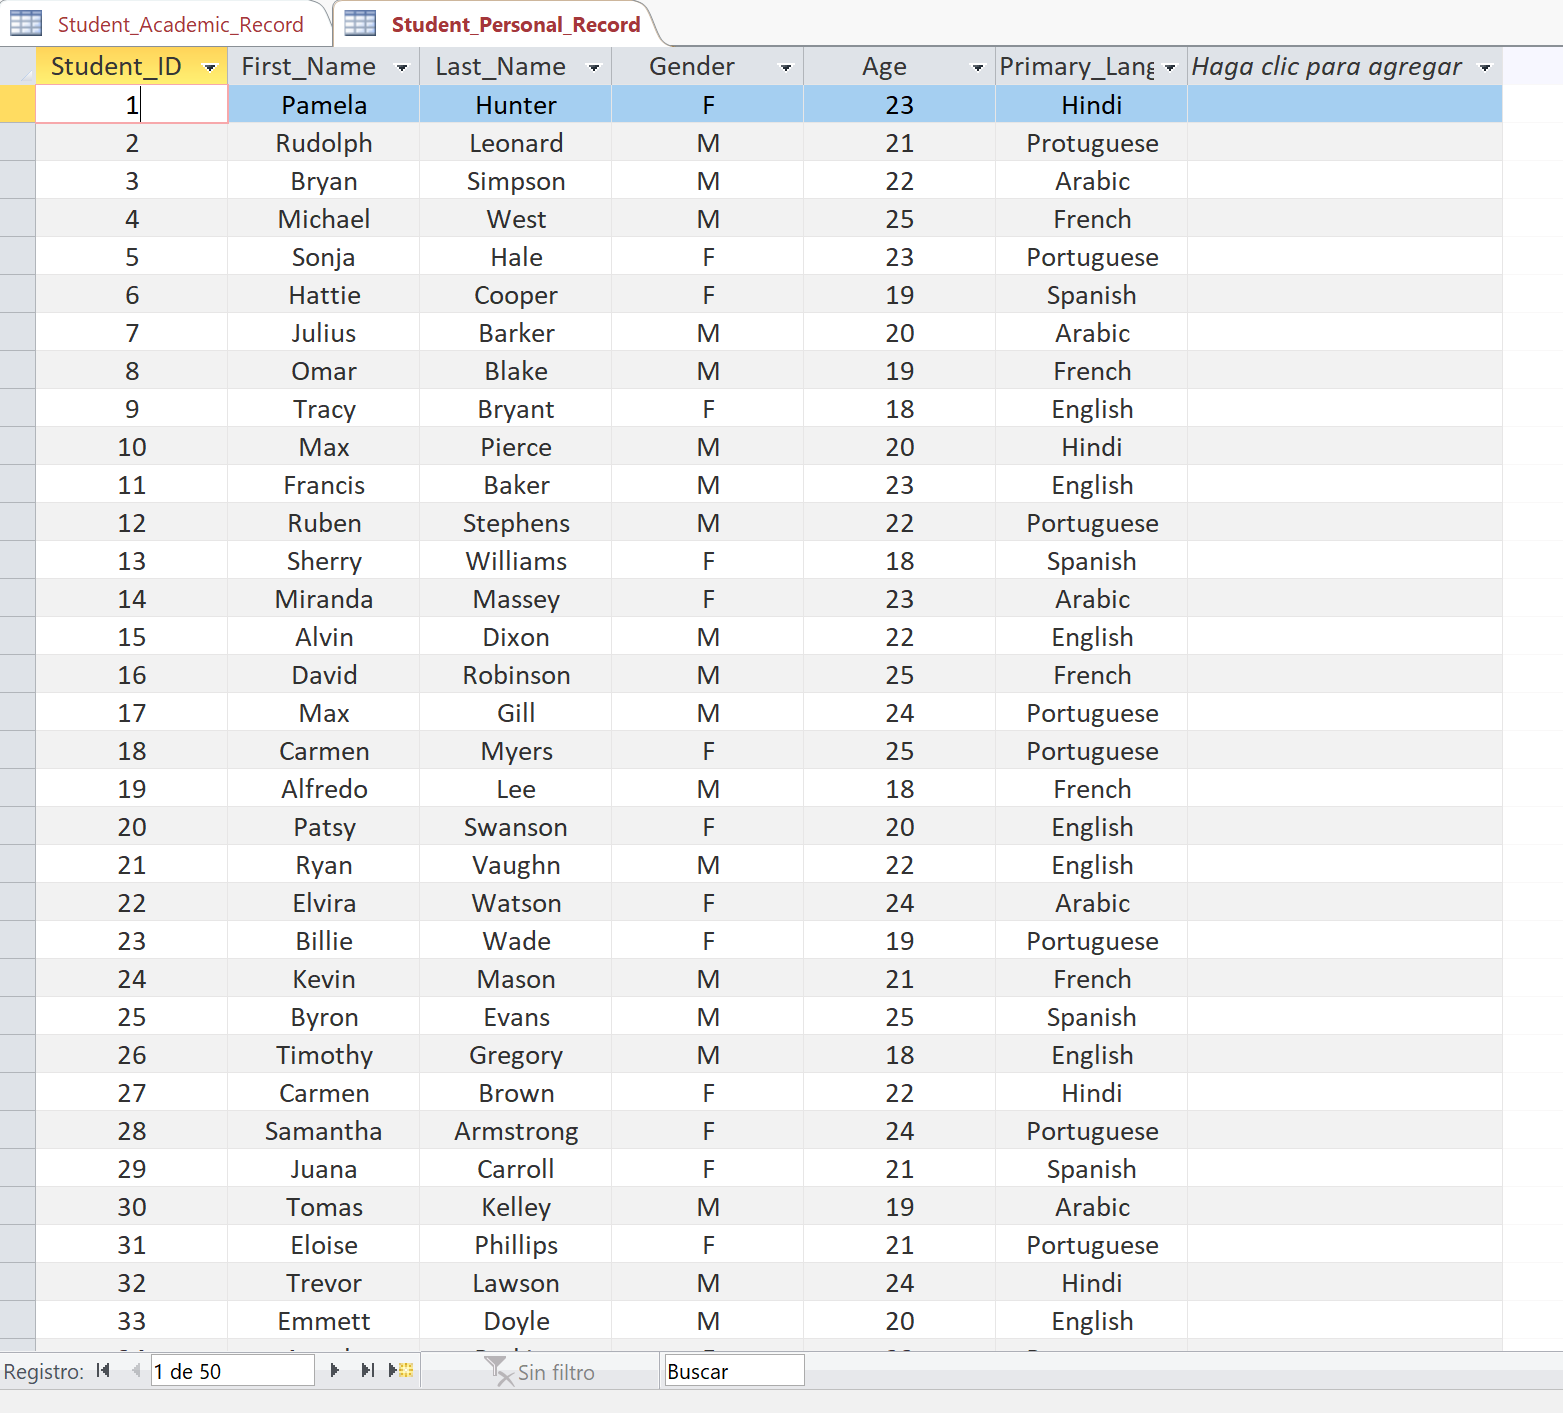 Student_Academic_Record Student_Personal_Record
Student_ID First_Name Last_Name Gender Age Primary_Lang Haga clic para agregar
1 Pamela Hunter F 23 Hindi
2 Rudolph Leonard M 21 Protuguese
3 Bryan Simpson M 22 Arabic
4 Michael West M 25 French
5 Sonja Hale F 23 Portuguese
6 Hattie Cooper F 19 Spanish
7 Julius Barker M 20 Arabic
8 Omar Blake M 19 French
9 Tracy Bryant F 18 English
10 Max Pierce M 20 Hindi
11 Francis Baker M 23 English
12 Ruben Stephens M 22 Portuguese
13 Sherry Williams F 18 Spanish
14 Miranda Massey F 23 Arabic
15 Alvin Dixon M 22 English
16 David Robinson M 25 French
17 Max Gill M 24 Portuguese
18 Carmen Myers F 25 Portuguese
19 Alfredo Lee M 18 French
20 Patsy Swanson F 20 English
21 Ryan Vaughn M 22 English
22 Elvira Watson F 24 Arabic
23 Billie Wade F 19 Portuguese
24 Kevin Mason M 21 French
25 Byron Evans M 25 Spanish
26 Timothy Gregory M 18 English
27 Carmen Brown F 22 Hindi
28 Samantha Armstrong F 24 Portuguese
29 Juana Carroll F 21 Spanish
30 Tomas Kelley M 19 Arabic
31 Eloise Phillips F 21 Portuguese
32 Trevor Lawson M 24 Hindi
33 Emmett Doyle M 20 English
Registro: 1 de 50 Sin filtro Buscar